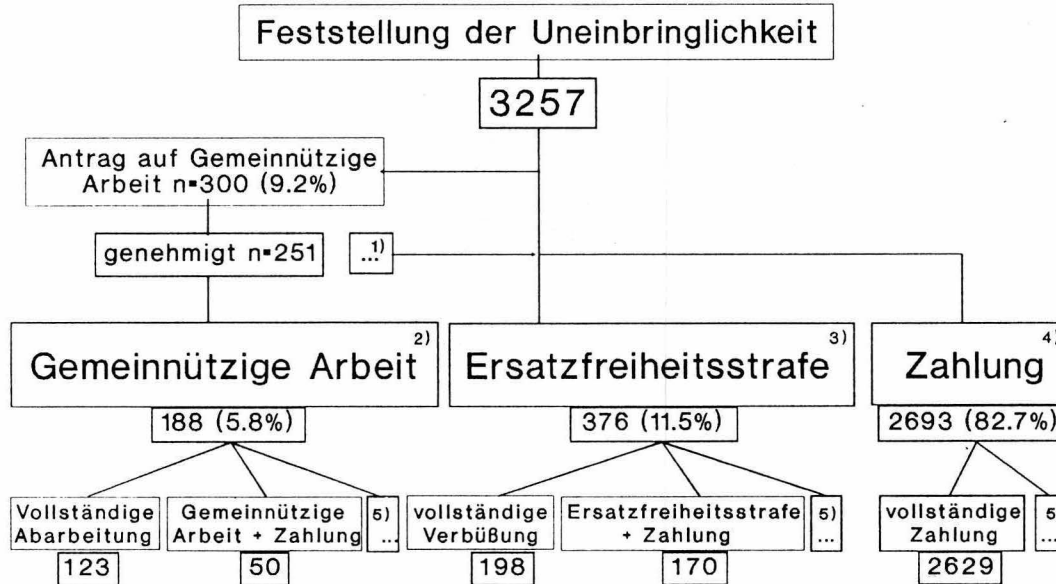 Feststellung der Uneinbringlichkeit
3257
Antrag auf Gemeinnützige
Arbeit n=300 (9.2%)
genehmigt n=251
...1)
2)
Gemeinnützige Arbeit
188 (5.8%)
3)
Ersatzfreiheitsstrafe
376 (11.5%)
4)
Zahlung
2693 (82.7%)
Vollständige
Abarbeitung
123
Gemeinnützige
Arbeit + Zahlung
50
5)
...
vollständige
Verbüßung
198
Ersatzfreiheitsstrafe
+ Zahlung
170
5)
...
vollständige
Zahlung
2629
5
...